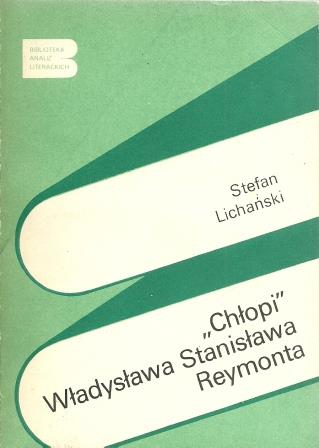 BIBLIOTEKA
ANALIZ
LITERACKICH
Stefan
Lichański
„Chłopi”
Władysława Stanisława
Reymonta